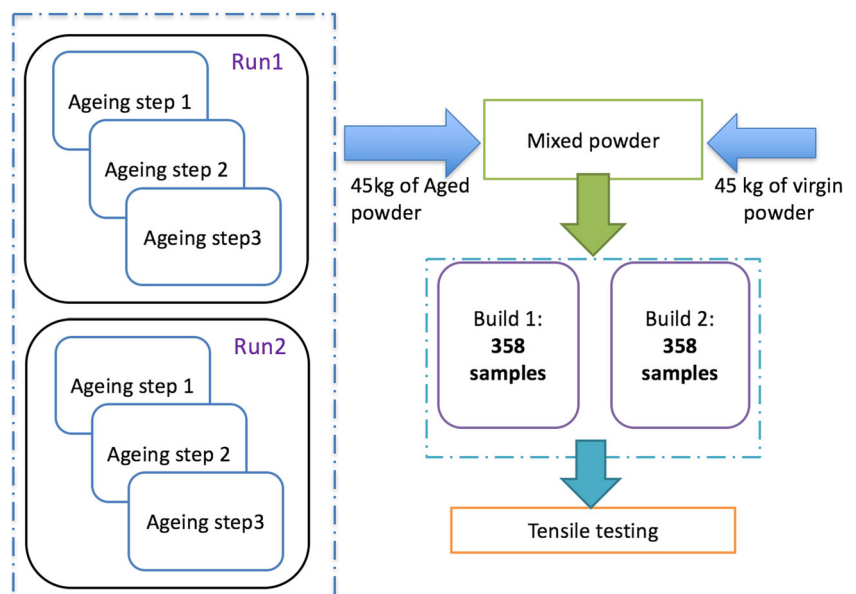 Run1
Ageing step 1
Ageing step 2
Ageing step3
Run2
Ageing step 1
Ageing step 2
Ageing step3
45kg of Aged
powder
Mixed powder
45 kg of virgin
powder
Build 1:
358
samples
Build 2:
358
samples
Tensile testing